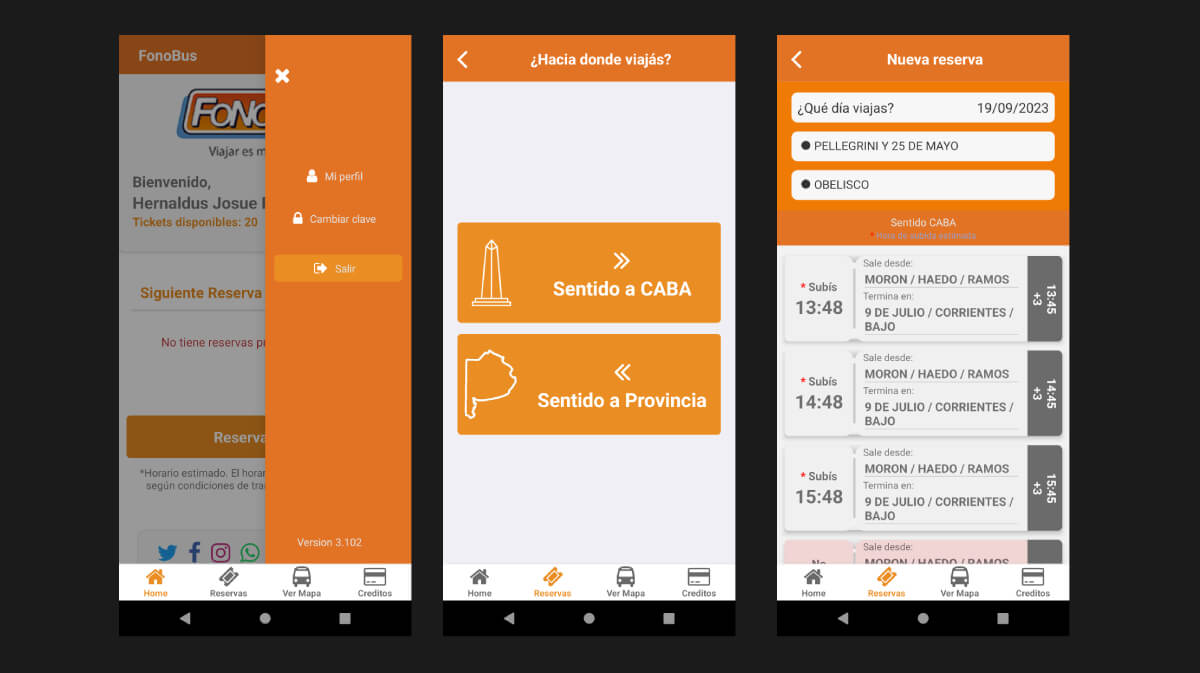 FonoBus
FONO
Viajar es m
Bienvenido,
Hernaldus Josue
Tickets disponibles: 20
Siguiente Reserva
No tiene reservas
Reserva
*Horario estimado. El
según condiciones de
Mi perfil
Cambiar clave
Salir
Version 3.102
Home
Reservas
Ver Mapa
Creditos
¿Hacia donde viajás?
Sentido a CABA
Sentido a Provincia
Home
Reservas
Ver Mapa
Creditos
Nueva reserva
¿Qué día viajas? 19/09/2023
PELLEGRINI Y 25 DE MAYO
OBELISCO
Sentido CABA
* Hora de subida estimada
* Subís
13:48
Sale desde:
MORON / HAEDO / RAMOS
Termina en:
9 DE JULIO / CORRIENTES /
BAJO
13:45
+3
* Subís
14:48
Sale desde:
MORON / HAEDO / RAMOS
Termina en:
9 DE JULIO / CORRIENTES /
BAJO
14:45
+3
* Subís
15:48
Sale desde:
MORON / HAEDO / RAMOS
Termina en:
9 DE JULIO / CORRIENTES /
BAJO
15:45
+3
No
Sale desde:
MORON / HAEDO / RAMOS
Home
Reservas
Ver Mapa
Creditos